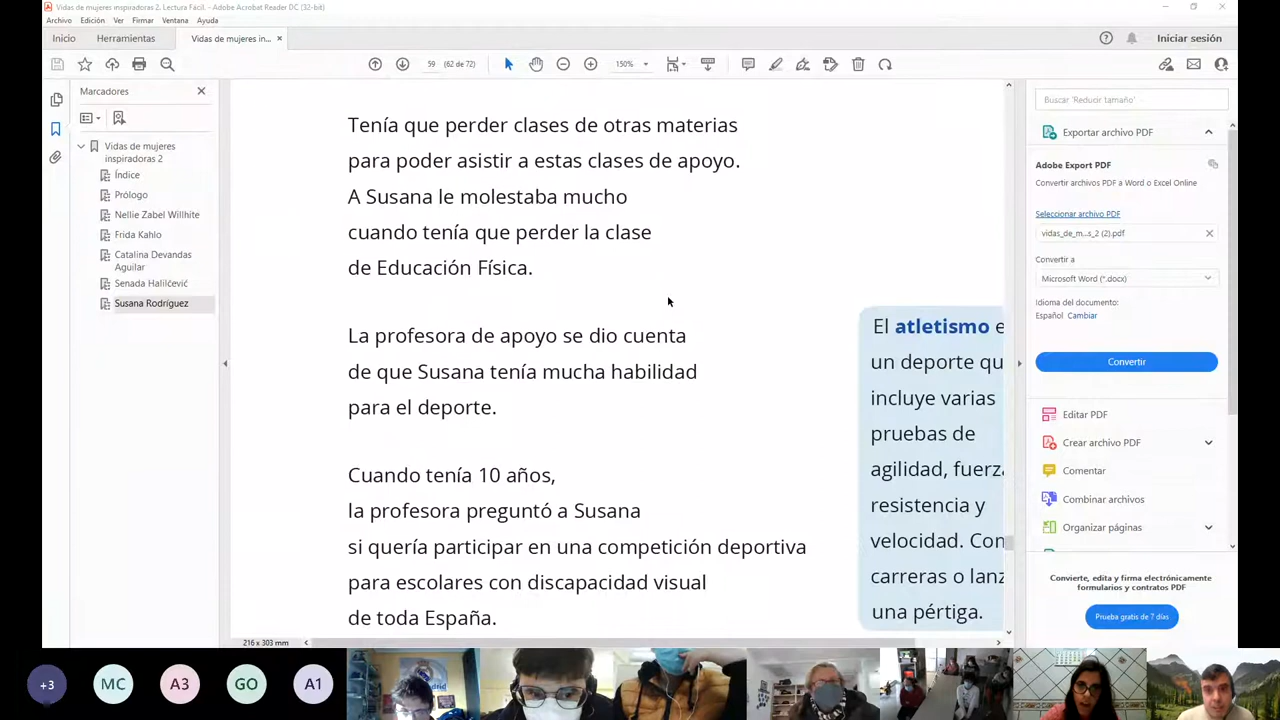 Vidas de mujeres inspiradoras 2. Lectura Fácil. - Adobe Acrobat Reader DC (32-bit)
Archivo Edición Ver Firmar Ventana Ayuda
Inicio Herramientas Vidas de mujeres in... × Iniciar sesión
59 (62 de 72) 150%
Marcadores
Vidas de mujeres
inspiradoras 2
Índice
Prólogo
Nellie Zabel Willhite
Frida Kahlo
Catalina Devandas
Aguilar
Senada Halilčević
Susana Rodríguez
Tenía que perder clases de otras materias
para poder asistir a estas clases de apoyo.
A Susana le molestaba mucho
cuando tenía que perder la clase
de Educación Física.
La profesora de apoyo se dio cuenta
de que Susana tenía mucha habilidad
para el deporte.
Cuando tenía 10 años,
la profesora preguntó a Susana
si quería participar en una competición deportiva
para escolares con discapacidad visual
de toda España.
El atletismo e
un deporte qu
incluye varias
pruebas de
agilidad, fuerza
resistencia y
velocidad. Com
carreras o lanz
una pértiga.
216 x 303 mm
Buscar 'Reducir tamaño'
Exportar archivo PDF
Adobe Export PDF
Convertir archivos PDF a Word o Excel Online
Seleccionar archivo PDF
vidas_de_m...s_2 (2).pdf
Convertir a
Microsoft Word (*.docx)
Idioma del documento:
Español Cambiar
Convertir
Editar PDF
Crear archivo PDF
Comentar
Combinar archivos
Organizar páginas
Convierte, edita y firma electrónicamente
formularios y contratos PDF
Prueba gratis de 7 días
+3 MC A3 GO A1